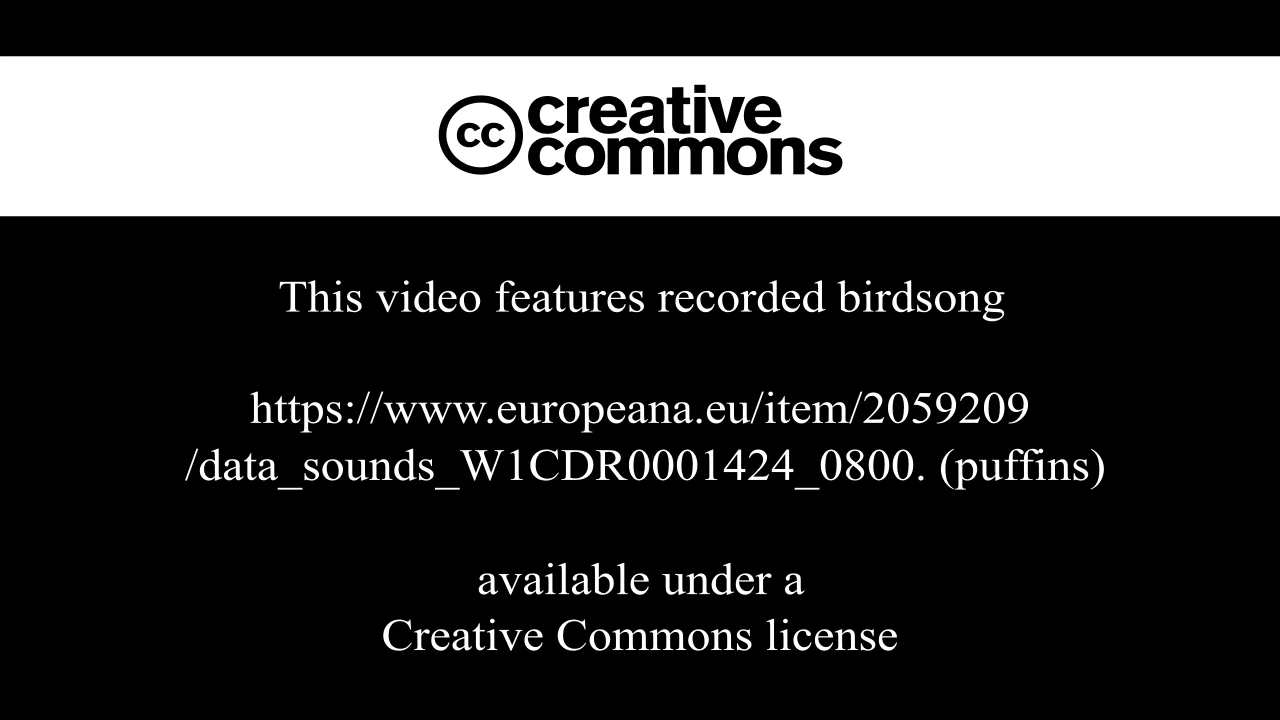 cc creative
commons
This video features recorded birdsong
https://www.europeana.eu/item/2059209
/data_sounds_W1CDR0001424_0800. (puffins)
available under a
Creative Commons license